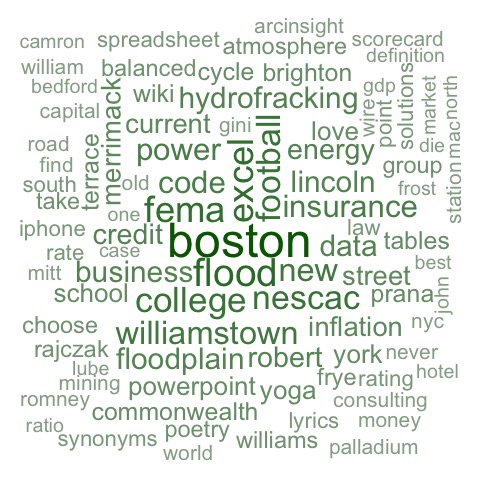 arcinsight
camron spreadsheet atmosphere scorecard
definition
william balanced cycle brighton
bedford wiki hydrofracking gdp
capital current gini love wire point solutions market north
road merrimack power excel football energy group die mac
find terrace old code lincoln frost station
south take one fema insurance
iphone credit boston law data tables
rate case
mitt business flood new street best
school college nescac prana john
choose williamstown inflation nyc
rajczak floodplain robert york never
lube mining powerpoint yoga frye rating hotel
romney commonwealth consulting
ratio poetry lyrics money
synonyms williams palladium
world